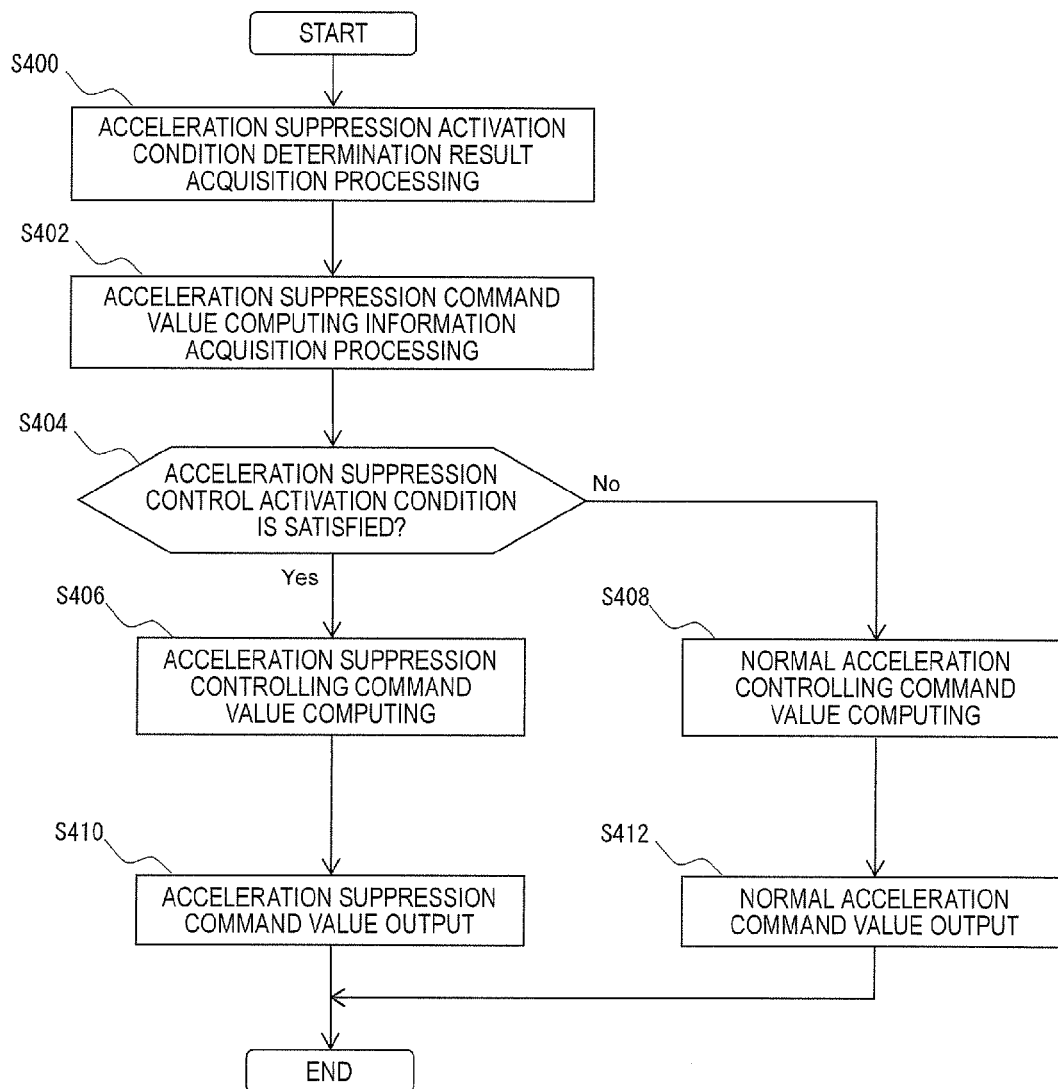 START
S400
ACCELERATION SUPPRESSION ACTIVATION
CONDITION DETERMINATION RESULT
ACQUISITION PROCESSING
S402
ACCELERATION SUPPRESSION COMMAND
VALUE COMPUTING INFORMATION
ACQUISITION PROCESSING
S404
ACCELERATION SUPPRESSION
CONTROL ACTIVATION CONDITION
IS SATISFIED?
No
Yes
S406
ACCELERATION SUPPRESSION
CONTROLLING COMMAND
VALUE COMPUTING
S408
NORMAL ACCELERATION
CONTROLLING COMMAND
VALUE COMPUTING
S410
ACCELERATION SUPPRESSION
COMMAND VALUE OUTPUT
S412
NORMAL ACCELERATION
COMMAND VALUE OUTPUT
END